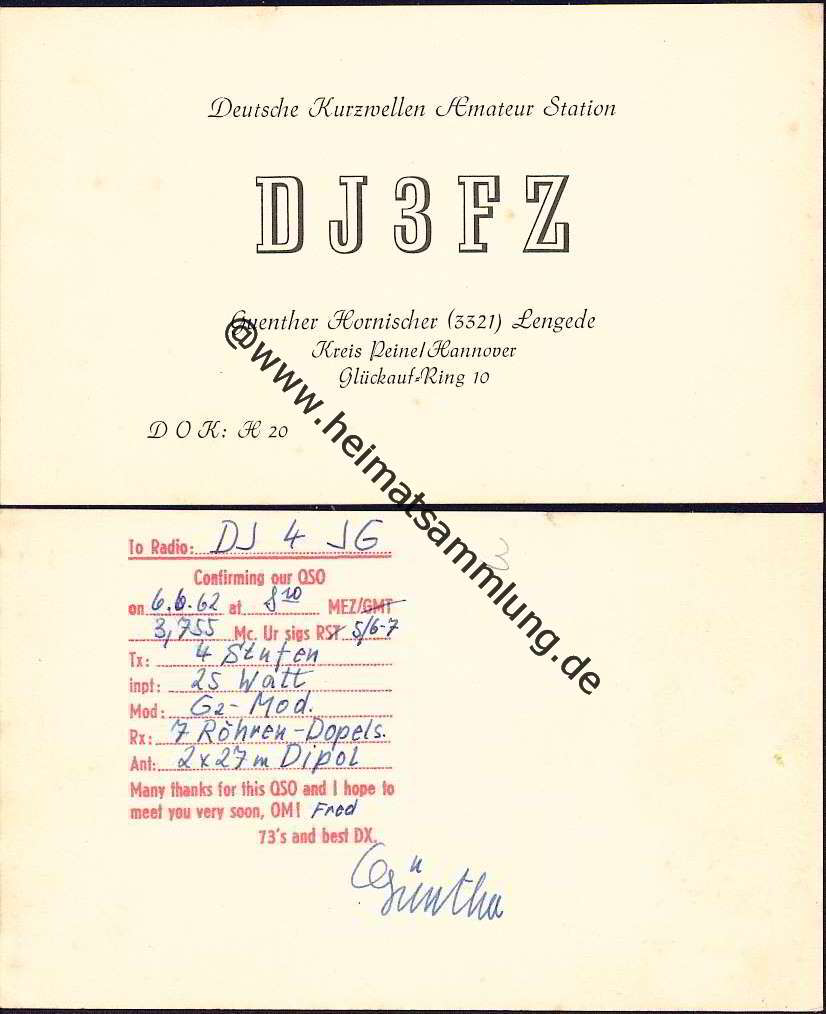 Deutsche Kurzwellen Amateur Station
DJ3FZ
Guenther Hornischer (3321) Lengede
Kreis Peine/Hannover
Glückauf-Ring 10
DOK: H 20
@www.heimatsammlung.de
To Radio: DJ 4 JG
3
Confirming our QSO
on 6.6.62 at 8 20 MEZ/GMT
3,755 Mc. Ur sigs RST 5/6-7
Tx: 4 Stufen
inpt: 25 Watt
Mod: G2-Mod.
Rx: 7 Röhren-Dopels.
Ant: 2x27m Dipol
Many thanks for this QSO and I hope to
meet you very soon, OM! Fred
73's and best DX.
Günther